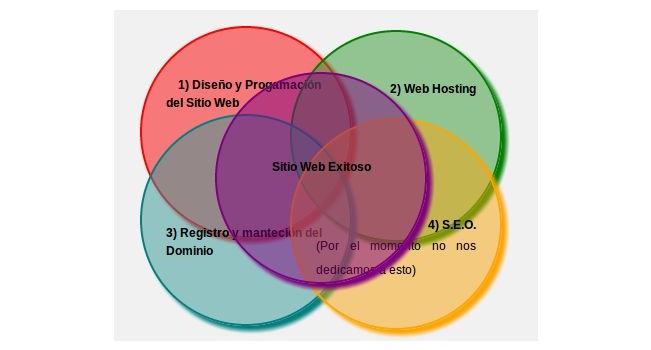 1) Diseño y Progamación
del Sitio Web
2) Web Hosting
Sitio Web Exitoso
3) Registro y manteción del
Dominio
4) S.E.O.
(Por el momento no nos
dedicamos a esto)